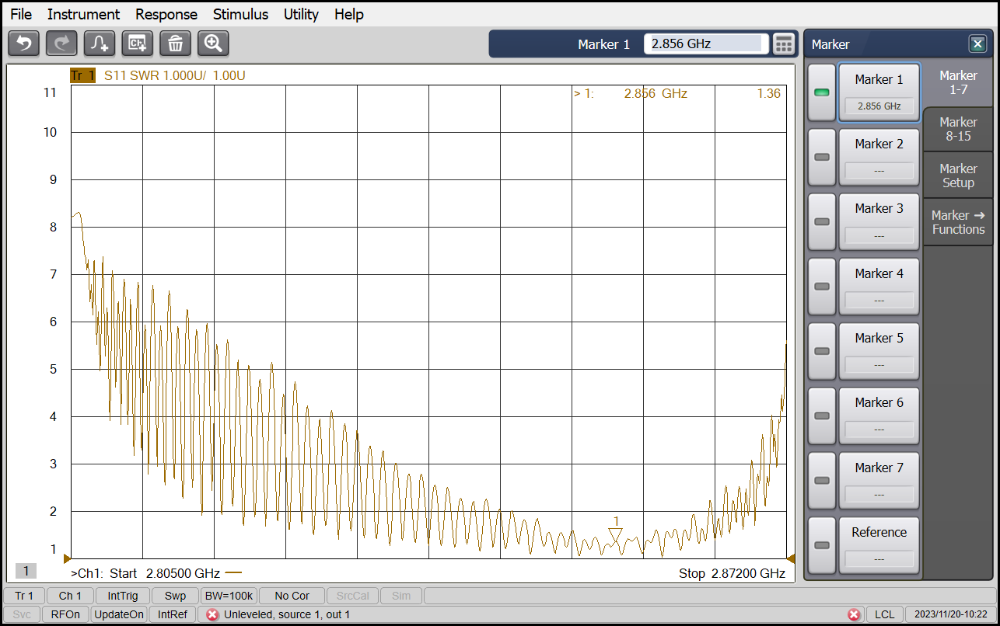 File Instrument Response Stimulus Utility Help
Marker 1 2.856 GHz
Marker
Tr 1 S11 SWR 1.000U/ 1.00U
> 1: 2.856 GHz 1.36
11
10
9
8
7
6
5
4
3
2
1
1
1
>Ch1: Start 2.80500 GHz
Stop 2.87200 GHz
Marker 1
2.856 GHz
Marker 2
---
Marker 3
---
Marker 4
---
Marker 5
---
Marker 6
---
Marker 7
---
Reference
---
Marker
1-7
Marker
8-15
Marker
Setup
Marker ➔
Functions
Tr 1 Ch 1 IntTrig Swp BW=100k No Cor SrcCal Sim
Svc RFOn UpdateOn IntRef Unleveled, source 1, out 1 LCL 2023/11/20-10:22